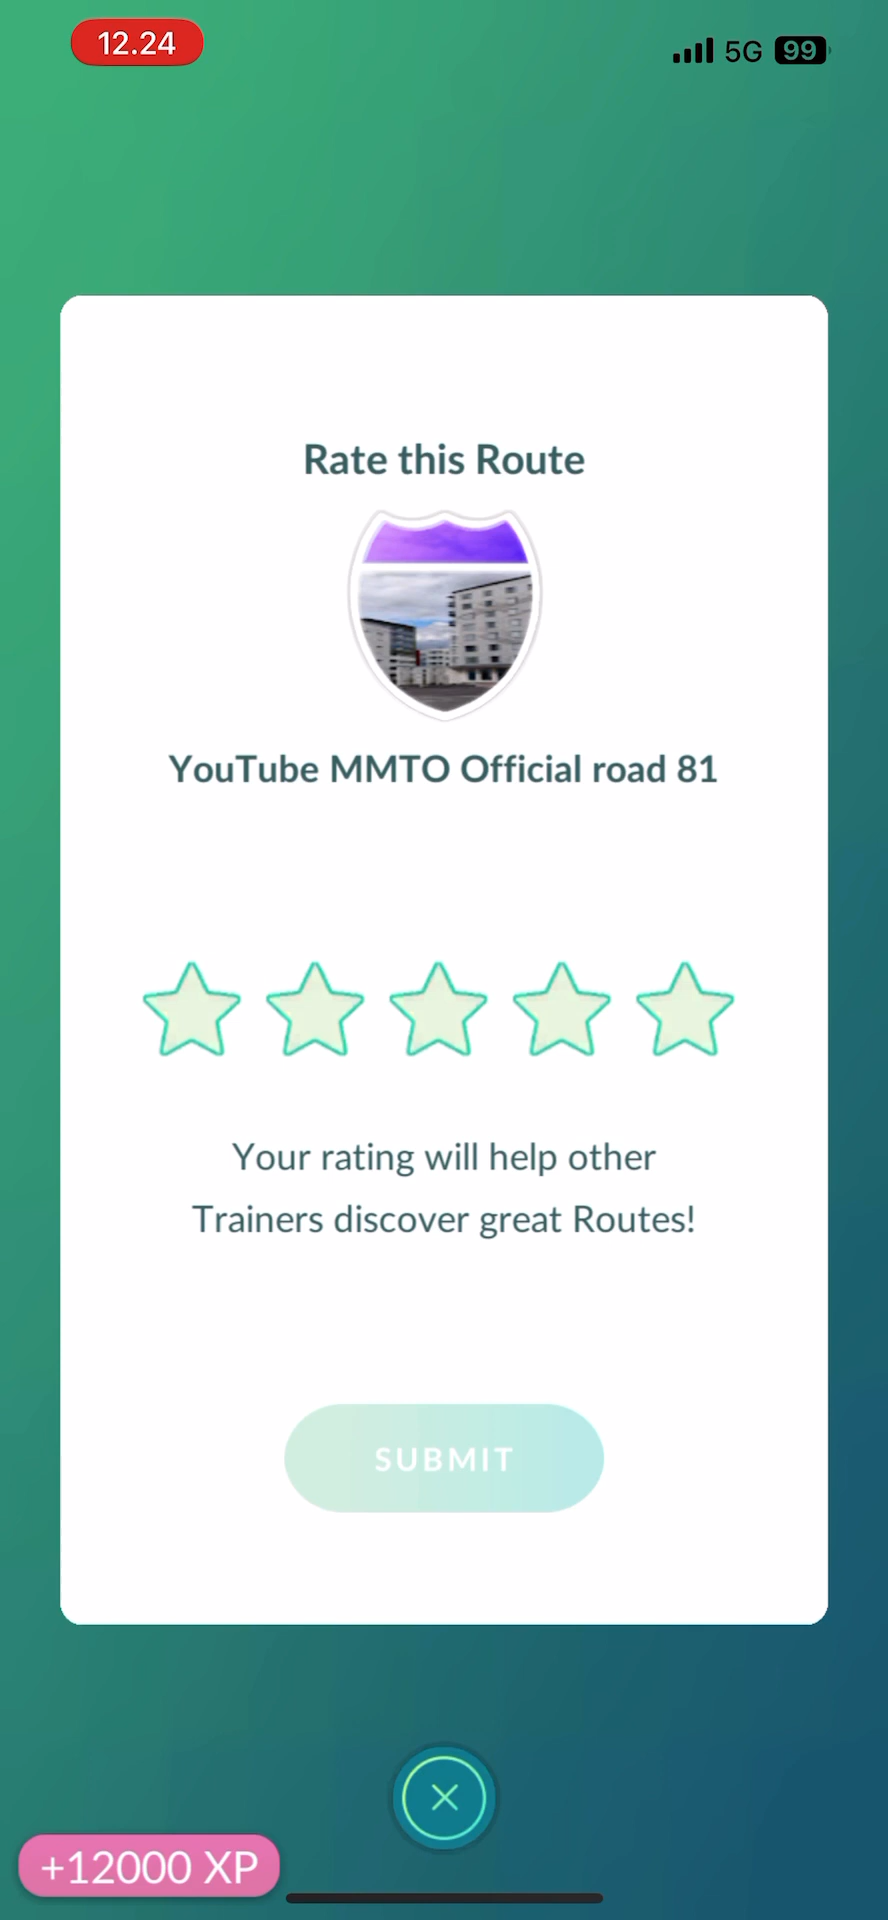 12.24
5G 99
Rate this Route
YouTube MMTO Official road 81
Your rating will help other
Trainers discover great Routes!
SUBMIT
+12000 XP